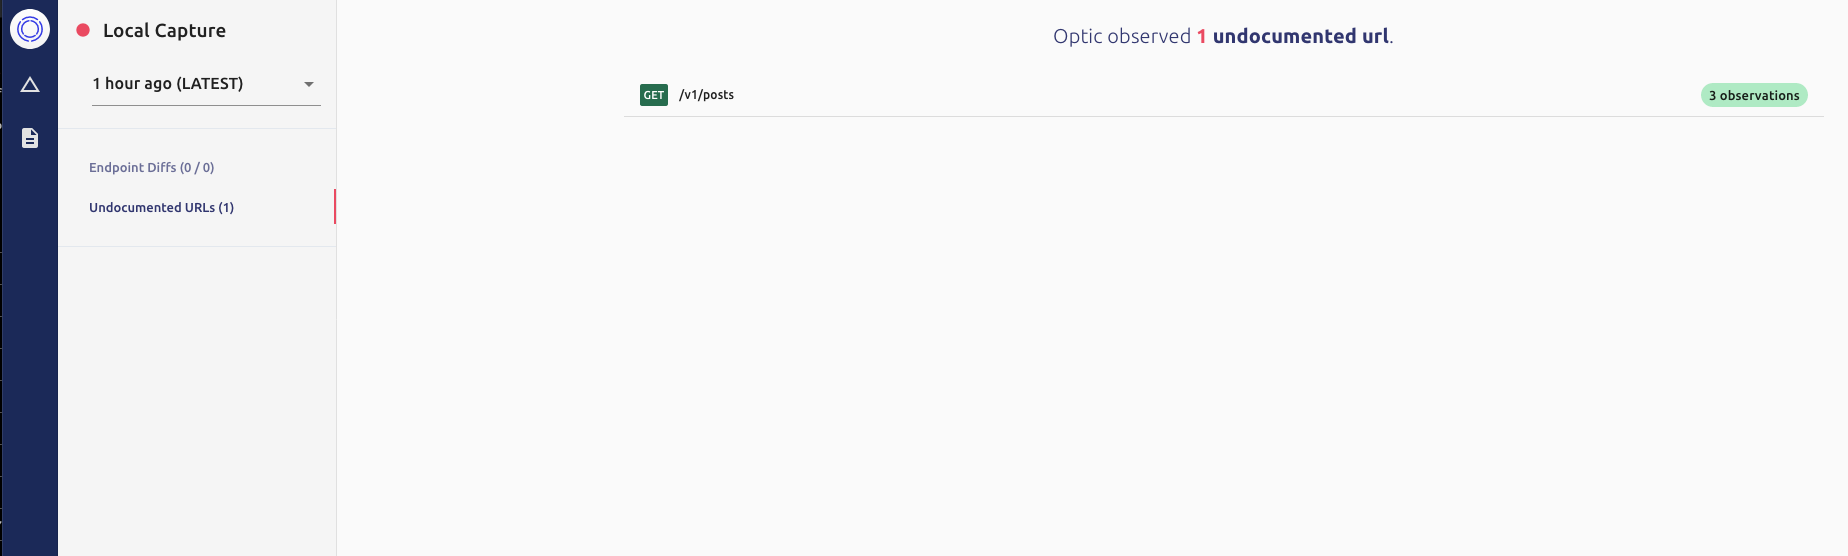 Local Capture
1 hour ago (LATEST)
Endpoint Diffs (0 / 0)
Undocumented URLs (1)
Optic observed 1 undocumented url.
GET /v1/posts 3 observations